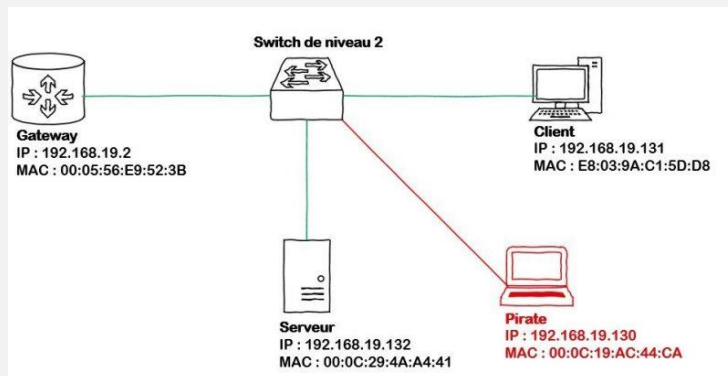 Switch de niveau 2
Gateway
IP : 192.168.19.2
MAC : 00:05:56:E9:52:3B
Client
IP : 192.168.19.131
MAC : E8:03:9A:C1:5D:D8
Serveur
IP : 192.168.19.132
MAC : 00:0C:29:4A:A4:41
Pirate
IP : 192.168.19.130
MAC : 00:0C:19:AC:44:CA